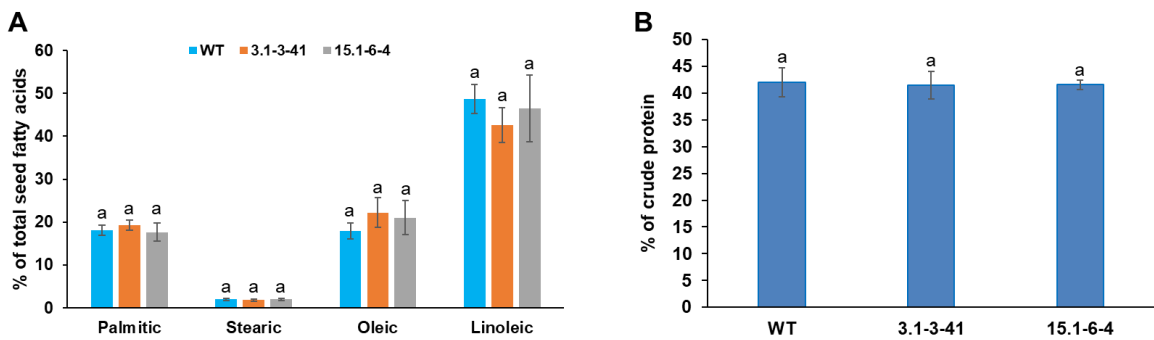 A
WT 3.1-3-41 15.1-6-4
% of total seed fatty acids
60
50
40
30
20
10
0
a a a
a a a
a a a
a a a
Palmitic Stearic Oleic Linoleic
B
% of crude protein
50
45
40
35
30
25
20
15
10
5
0
a a a
WT 3.1-3-41 15.1-6-4